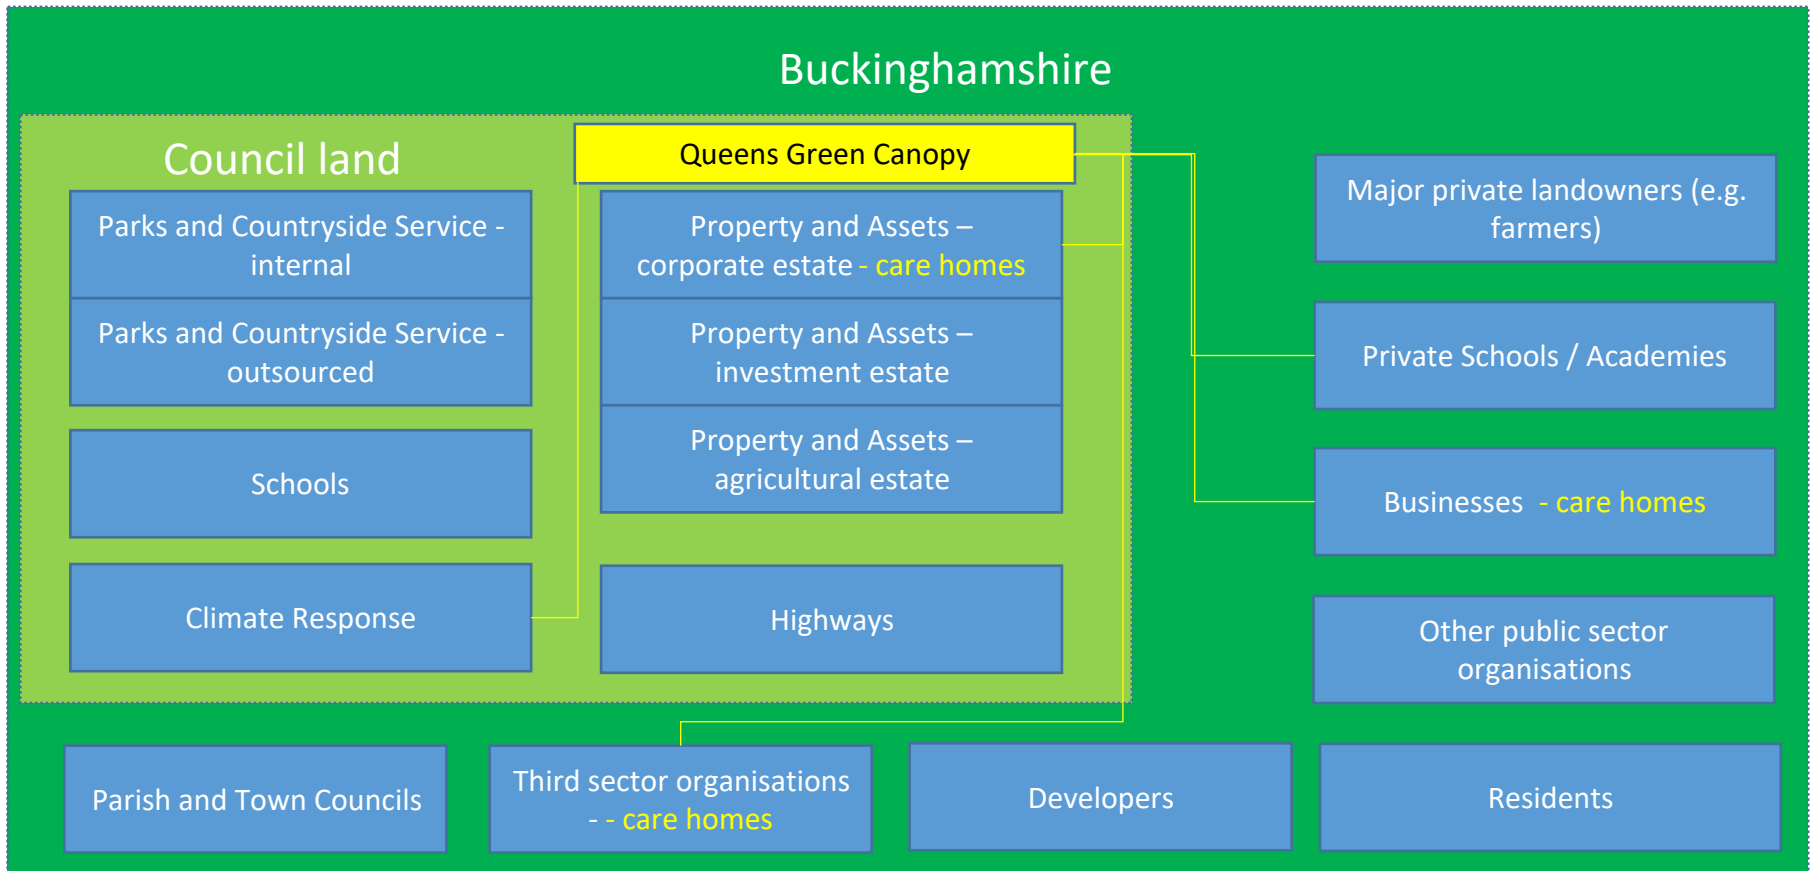 Buckinghamshire
Council land
Queens Green Canopy
Parks and Countryside Service -
internal
Parks and Countryside Service -
outsourced
Schools
Climate Response
Property and Assets –
corporate estate - care homes
Property and Assets –
investment estate
Property and Assets –
agricultural estate
Highways
Major private landowners (e.g.
farmers)
Private Schools / Academies
Businesses - care homes
Other public sector
organisations
Parish and Town Councils
Third sector organisations
- - care homes
Developers
Residents